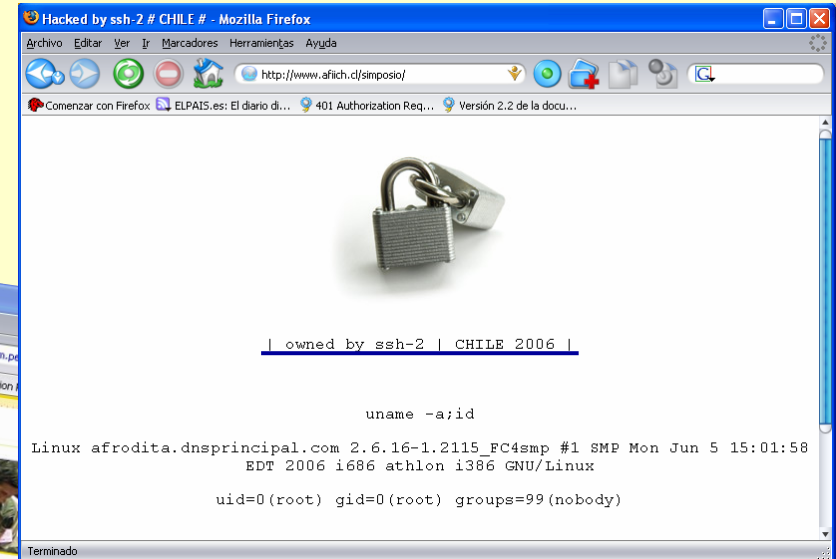 Hacked by ssh-2 # CHILE # - Mozilla Firefox
Archivo Editar Ver Ir Marcadores Herramientas Ayuda
http://www.afiich.cl/simposio/
Comenzar con Firefox ELPAIS.es: El diario di... 401 Authorization Req... Versión 2.2 de la docu...
| owned by ssh-2 | CHILE 2006 |
uname -a;id
Linux afrodita.dnsprincipal.com 2.6.16-1.2115_FC4smp #1 SMP Mon Jun 5 15:01:58
EDT 2006 i686 athlon i386 GNU/Linux
uid=0(root) gid=0(root) groups=99(nobody)
Terminado